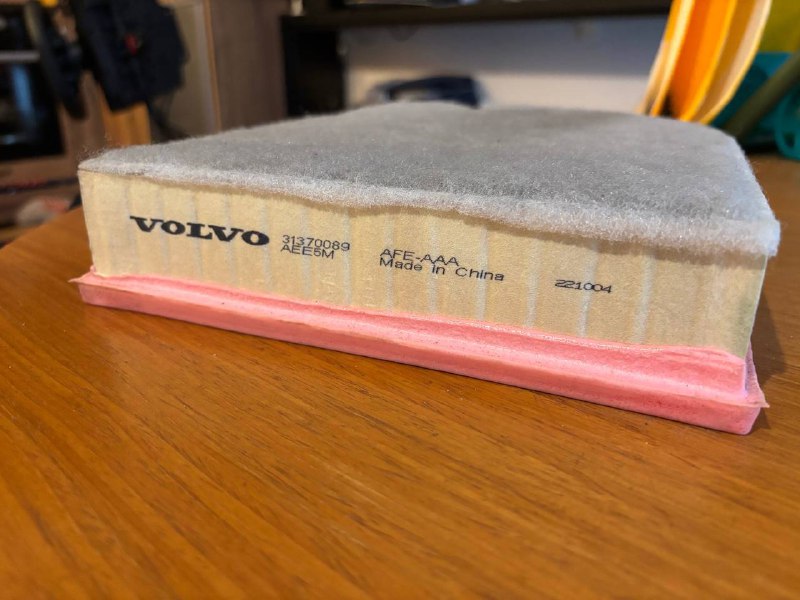 VOLVO
31370089
AEE5M
AFE-AAA
Made in China
221004